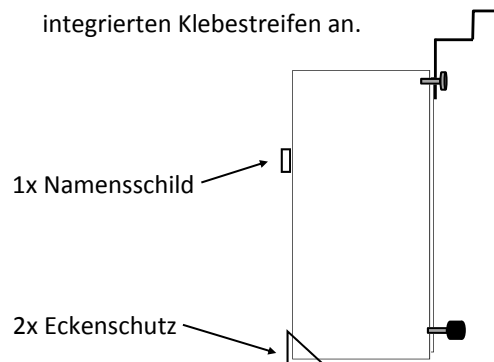 integrierten Klebestreifen an.
1x Namensschild
2x Eckenschutz